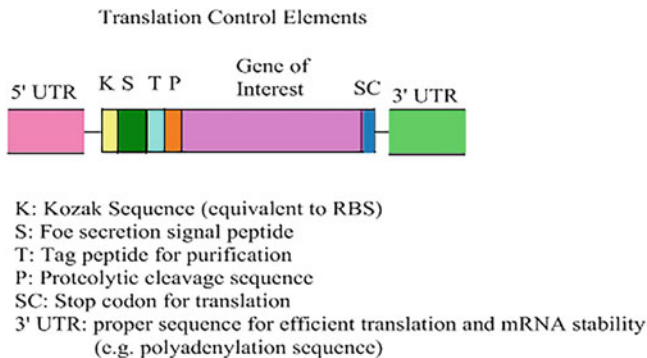 Translation Control Elements
5' UTR
K S T P
Gene of
Interest
SC
3' UTR
K: Kozak Sequence (equivalent to RBS)
S: Foe secretion signal peptide
T: Tag peptide for purification
P: Proteolytic cleavage sequence
SC: Stop codon for translation
3' UTR: proper sequence for efficient translation and mRNA stability
(e.g. polyadenylation sequence)